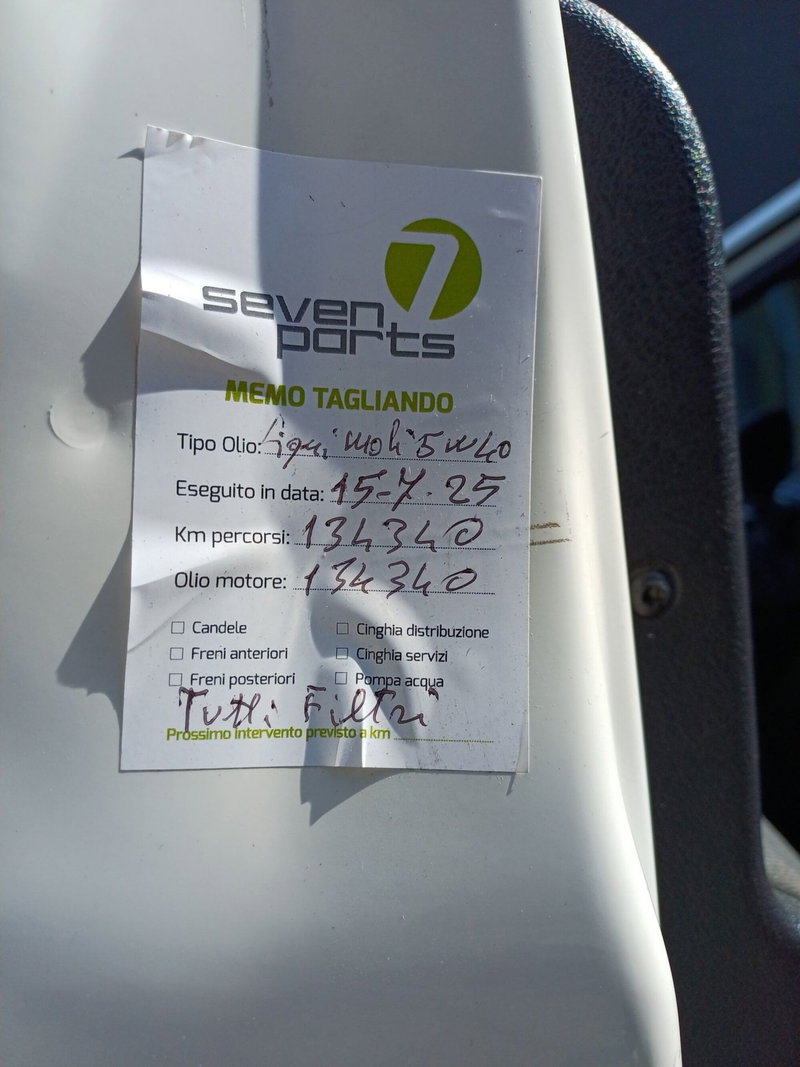 7
seven
parts
MEMO TAGLIANDO
Tipo Olio: Liqui Moli 5w40
Eseguito in data: 15-7-25
Km percorsi: 134340
Olio motore: 134340
☐ Candele ☐ Cinghia distribuzione
☐ Freni anteriori ☐ Cinghia servizi
☐ Freni posteriori ☐ Pompa acqua
Tutti Filtri
Prossimo intervento previsto a km